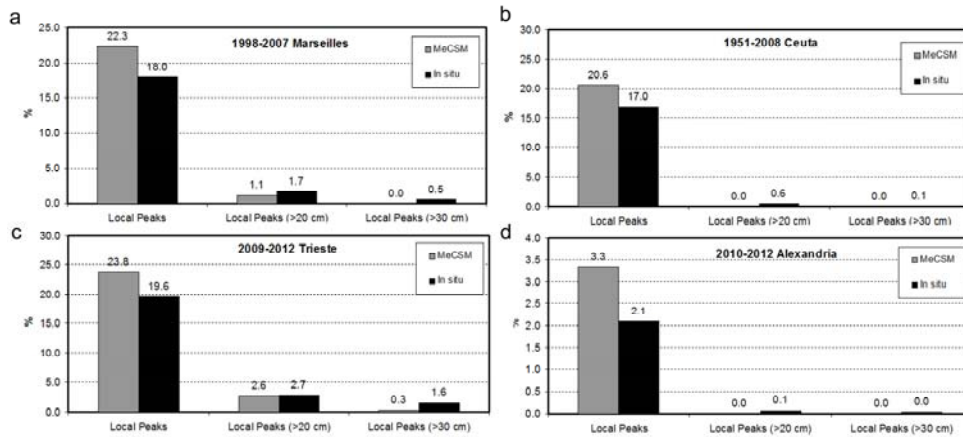 a
1998-2007 Marseilles
MeCSM
In situ
%
25.0
20.0
15.0
10.0
5.0
0.0
22.3
18.0
1.1
1.7
0.0
0.5
Local Peaks
Local Peaks (>20 cm)
Local Peaks (>30 cm)
b
1951-2008 Ceuta
MeCSM
In situ
%
30.0
25.0
20.0
15.0
10.0
5.0
0.0
20.6
17.0
0.0
0.6
0.0
0.1
Local Peaks
Local Peaks (>20 cm)
Local Peaks (>30 cm)
c
2009-2012 Trieste
MeCSM
In situ
%
30.0
25.0
20.0
15.0
10.0
5.0
0.0
23.8
19.6
2.6
2.7
0.3
1.6
Local Peaks
Local Peaks (>20 cm)
Local Peaks (>30 cm)
d
2010-2012 Alexandria
MeCSM
In situ
%
4.0
3.5
3.0
2.5
2.0
1.5
1.0
0.5
0.0
3.3
2.1
0.0
0.1
0.0
0.0
Local Peaks
Local Peaks (>20 cm)
Local Peaks (>30 cm)